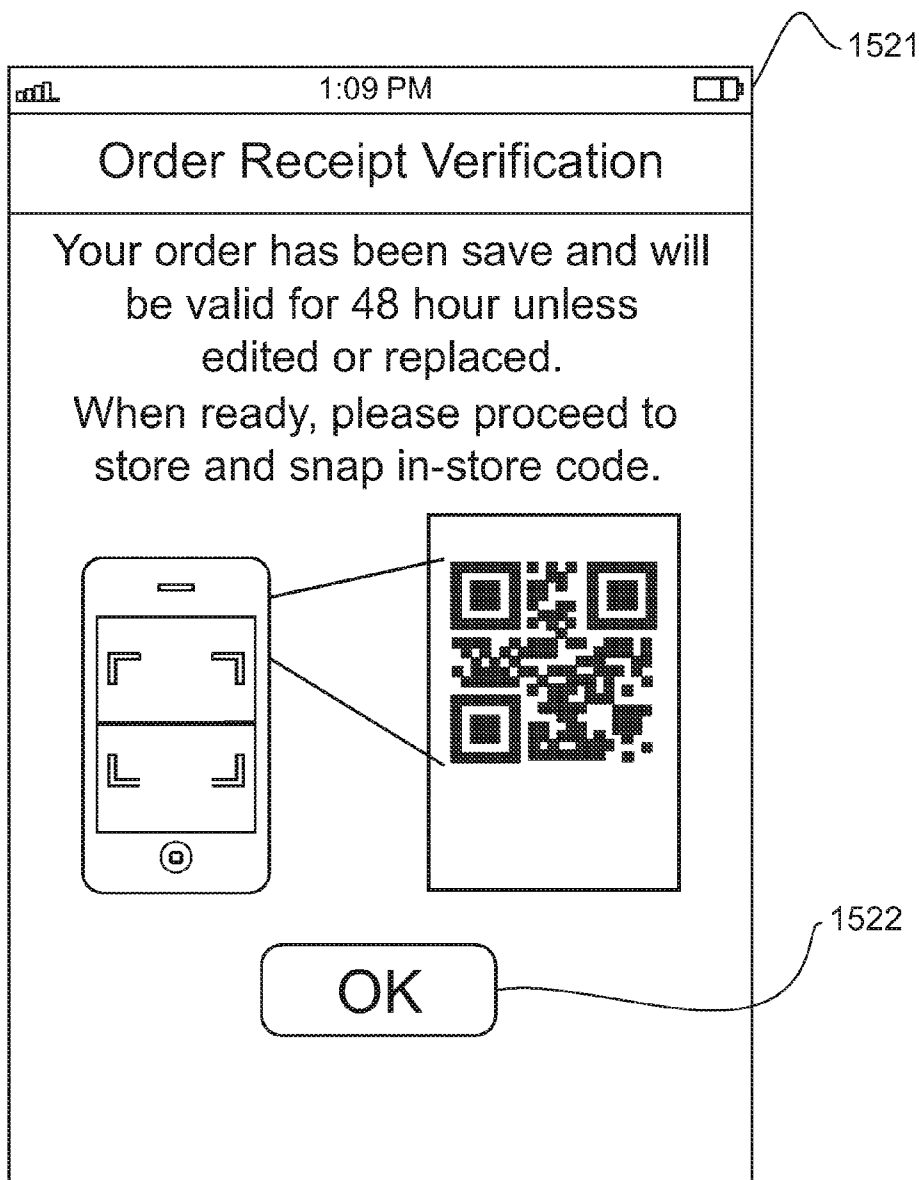 1521
1:09 PM
Order Receipt Verification
Your order has been save and will
be valid for 48 hour unless
edited or replaced.
When ready, please proceed to
store and snap in-store code.
1522
OK